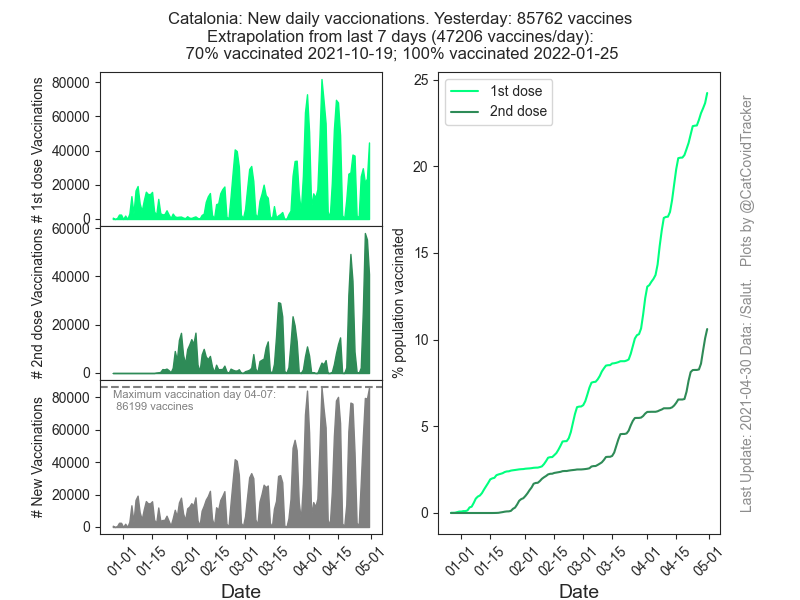 Catalonia: New daily vaccionations. Yesterday: 85762 vaccines
Extrapolation from last 7 days (47206 vaccines/day):
70% vaccinated 2021-10-19; 100% vaccinated 2022-01-25
# 1st dose Vaccinations
80000
60000
40000
20000
0
# 2nd dose Vaccinations
60000
40000
20000
0
# New Vaccinations
80000
60000
40000
20000
0
Maximum vaccination day 04-07:
86199 vaccines
01-01
01-15
02-01
02-15
03-01
03-15
04-01
04-15
05-01
Date
% population vaccinated
25
20
15
10
5
0
1st dose
2nd dose
01-01
01-15
02-01
02-15
03-01
03-15
04-01
04-15
05-01
Date
Last Update: 2021-04-30 Data: /Salut. Plots by @CatCovidTracker